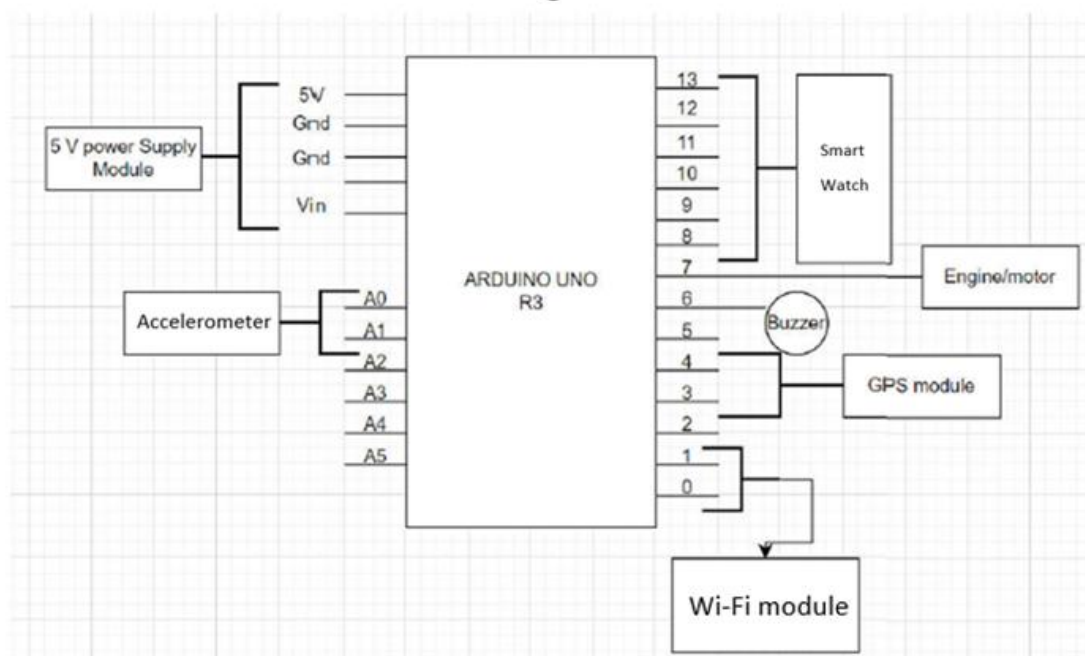 5V
Gnd
Gnd
Vin
5 V power Supply
Module
Accelerometer
A0
A1
A2
A3
A4
A5
ARDUINO UNO
R3
13
12
11
10
9
8
7
6
5
4
3
2
1
0
Smart
Watch
Engine/motor
Buzzer
GPS module
Wi-Fi module